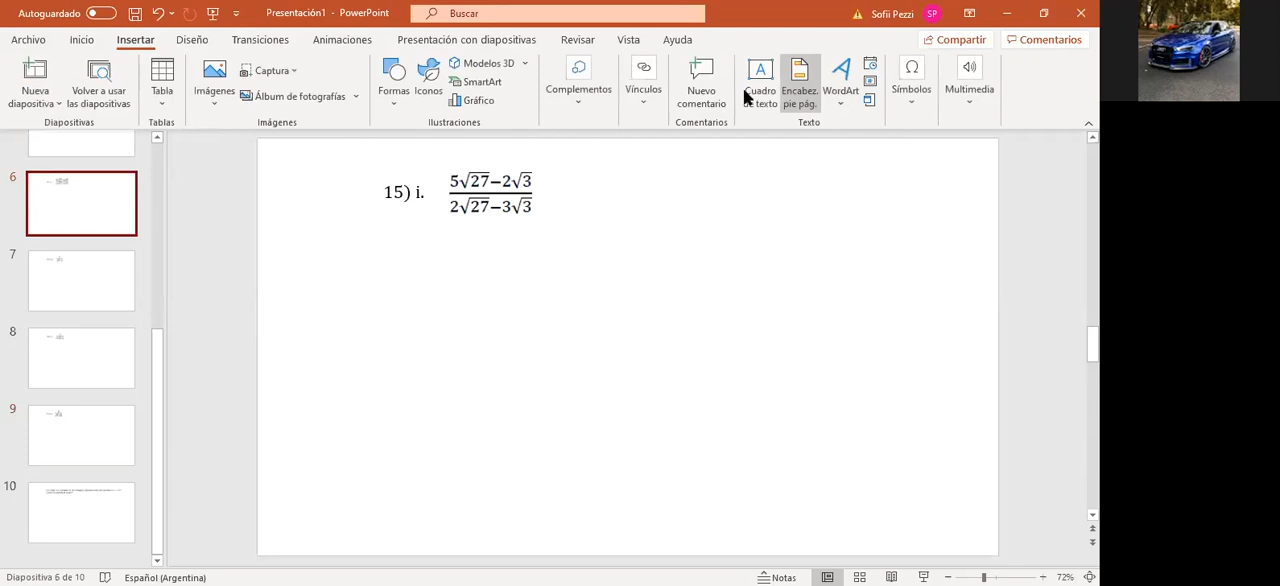 Autoguardado
Presentación1 - PowerPoint
Buscar
Sofii Pezzi SP
Archivo Inicio Insertar Diseño Transiciones Animaciones Presentación con diapositivas Revisar Vista Ayuda
Compartir Comentarios
Nueva diapositiva
Volver a usar las diapositivas
Diapositivas
Tabla
Tablas
Imágenes
Captura
Álbum de fotografías
Imágenes
Formas
Iconos
Modelos 3D
SmartArt
Gráfico
Ilustraciones
Complementos
Vínculos
Nuevo comentario
Comentarios
Cuadro de texto
Encabez. pie pág.
WordArt
Texto
Símbolos
Multimedia
6
7
8
9
10
15) i. 5√27−2√3
2√27−3√3
Diapositiva 6 de 10 Español (Argentina) Notas 72%